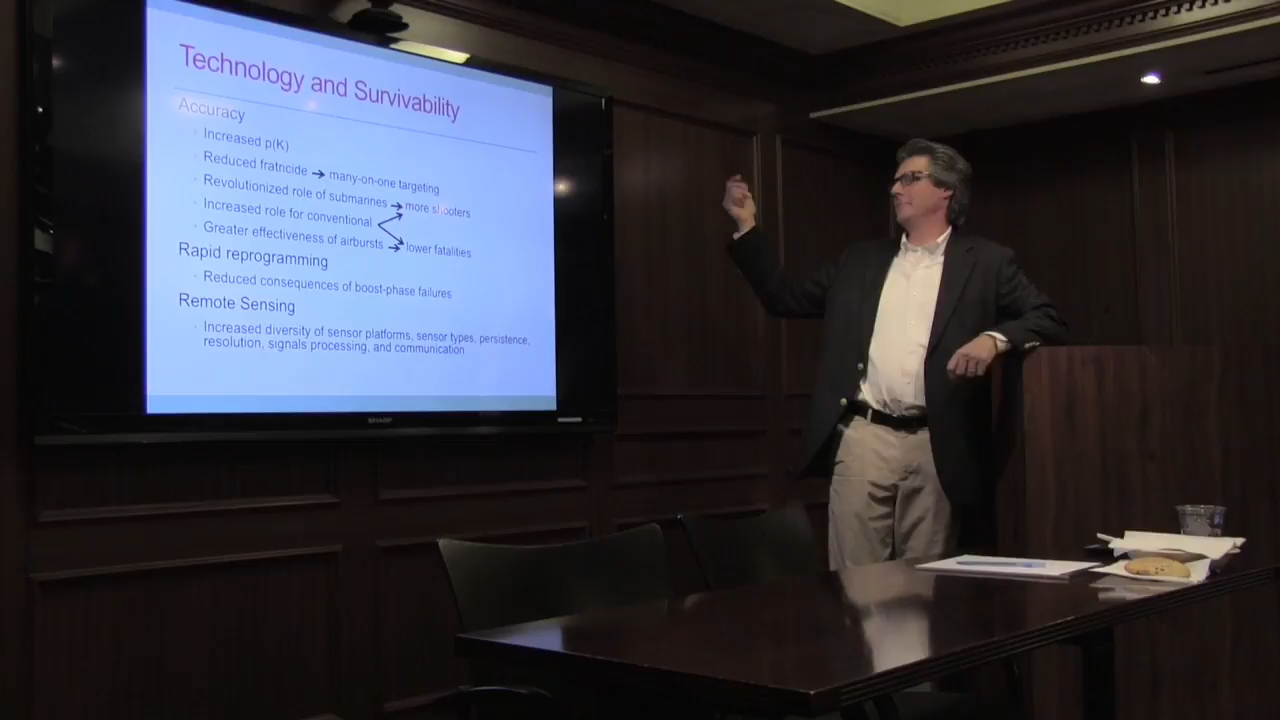 Technology and Survivability
Accuracy
Increased p(K)
Reduced fratricide → many-on-one targeting
Revolutionized role of submarines → more shooters
Increased role for conventional
Greater effectiveness of airbursts → lower fatalities
Rapid reprogramming
Reduced consequences of boost-phase failures
Remote Sensing
Increased diversity of sensor platforms, sensor types, persistence,
resolution, signals processing, and communication
SHARP